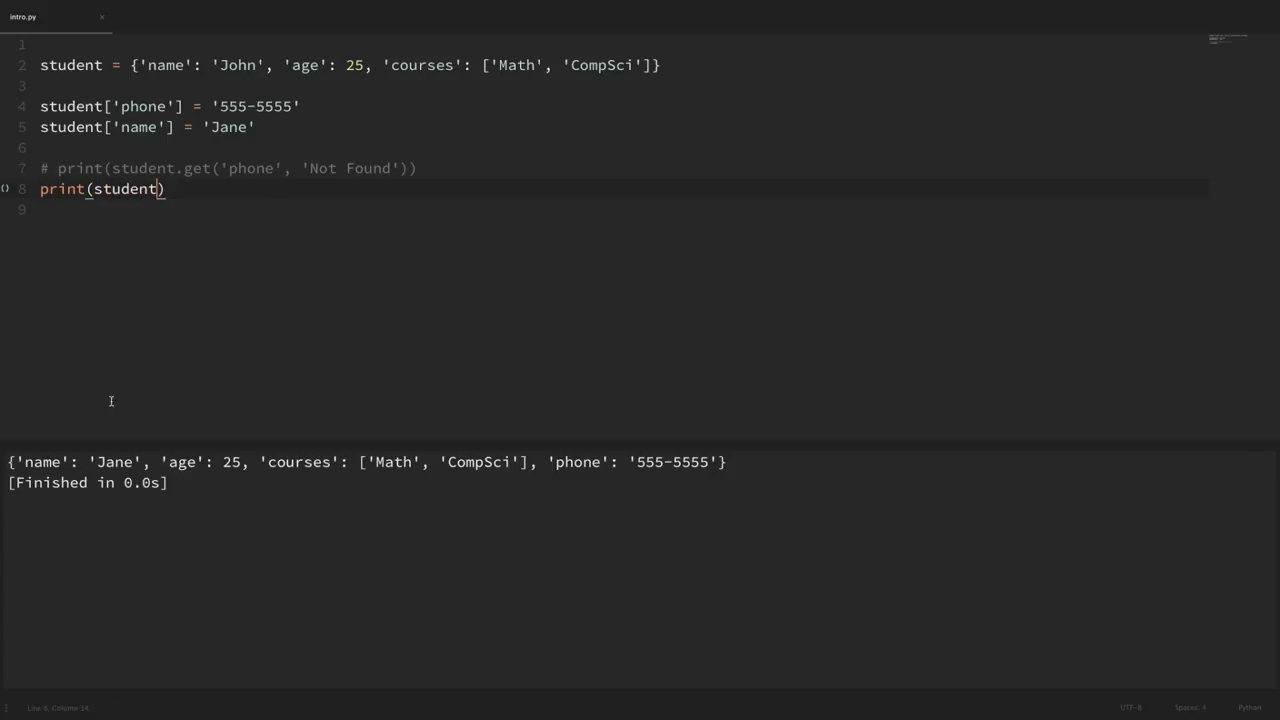 intro.py ×
1
2 student = {'name': 'John', 'age': 25, 'courses': ['Math', 'CompSci']}
3
4 student['phone'] = '555-5555'
5 student['name'] = 'Jane'
6
7 # print(student.get('phone', 'Not Found'))
() 8 print(student)
9
{'name': 'Jane', 'age': 25, 'courses': ['Math', 'CompSci'], 'phone': '555-5555'}
[Finished in 0.0s]
Line 8, Column 14 UTF-8 Spaces: 4 Python